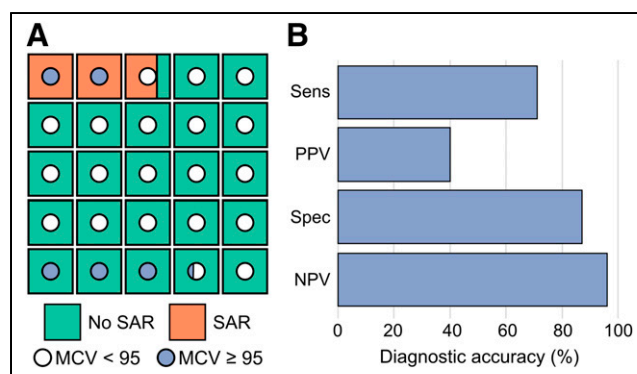 A
No SAR
SAR
MCV < 95
MCV ≥ 95
B
Sens
PPV
Spec
NPV
0
20
40
60
80
100
Diagnostic accuracy (%)